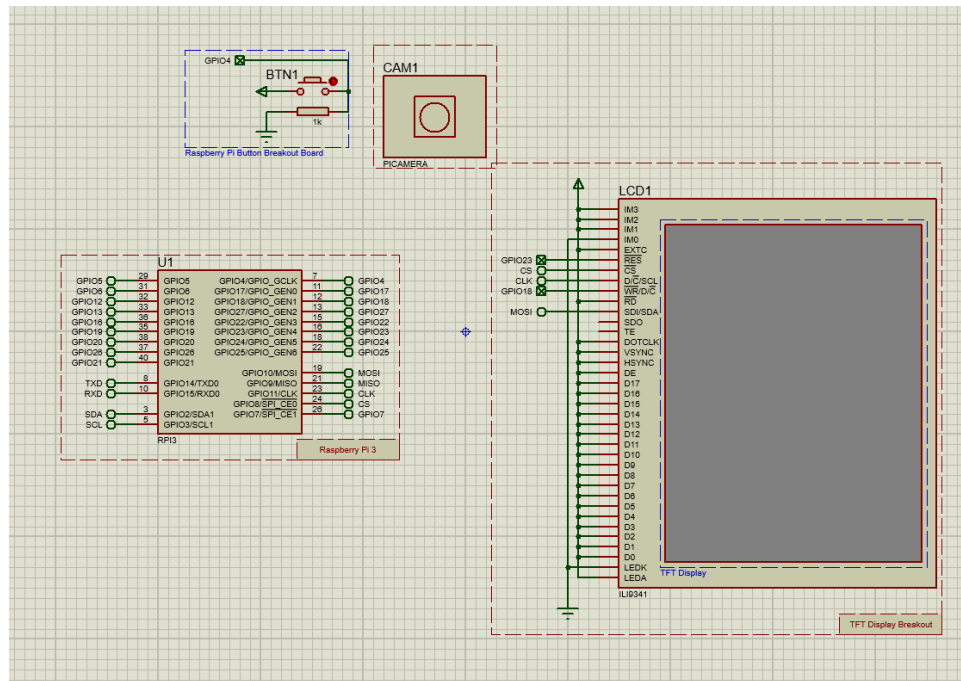 GPIO4
BTN1
1k
Raspberry Pi Button Breakout Board
CAM1
PICAMERA
U1
GPIO5 29 GPIO5 GPIO4/GPIO_GCLK 7 GPIO4
GPIO6 31 GPIO6 GPIO17/GPIO_GEN0 11 GPIO17
GPIO12 32 GPIO12 GPIO18/GPIO_GEN1 12 GPIO18
GPIO13 33 GPIO13 GPIO27/GPIO_GEN2 13 GPIO27
GPIO16 36 GPIO16 GPIO22/GPIO_GEN3 15 GPIO22
GPIO19 35 GPIO19 GPIO23/GPIO_GEN4 16 GPIO23
GPIO20 38 GPIO20 GPIO24/GPIO_GEN5 18 GPIO24
GPIO26 37 GPIO26 GPIO25/GPIO_GEN6 22 GPIO25
GPIO21 40 GPIO21
GPIO10/MOSI 19 MOSI
TXD 8 GPIO14/TXD0 GPIO9/MISO 21 MISO
RXD 10 GPIO15/RXD0 GPIO11/CLK 23 CLK
GPIO8/SPI_CE0 24 CS
SDA 3 GPIO2/SDA1 GPIO7/SPI_CE1 26 GPIO7
SCL 5 GPIO3/SCL1
RPI3
Raspberry Pi 3
LCD1
IM3
IM2
IM1
IM0
EXTC
GPIO23 RES
CS CS
CLK D/C/SCL
GPIO18 WR/D/C
RD
MOSI SDI/SDA
SDO
TE
DOTCLK
VSYNC
HSYNC
DE
D17
D16
D15
D14
D13
D12
D11
D10
D9
D8
D7
D6
D5
D4
D3
D2
D1
D0
LEDK
LEDA
TFT Display
ILI9341
TFT Display Breakout